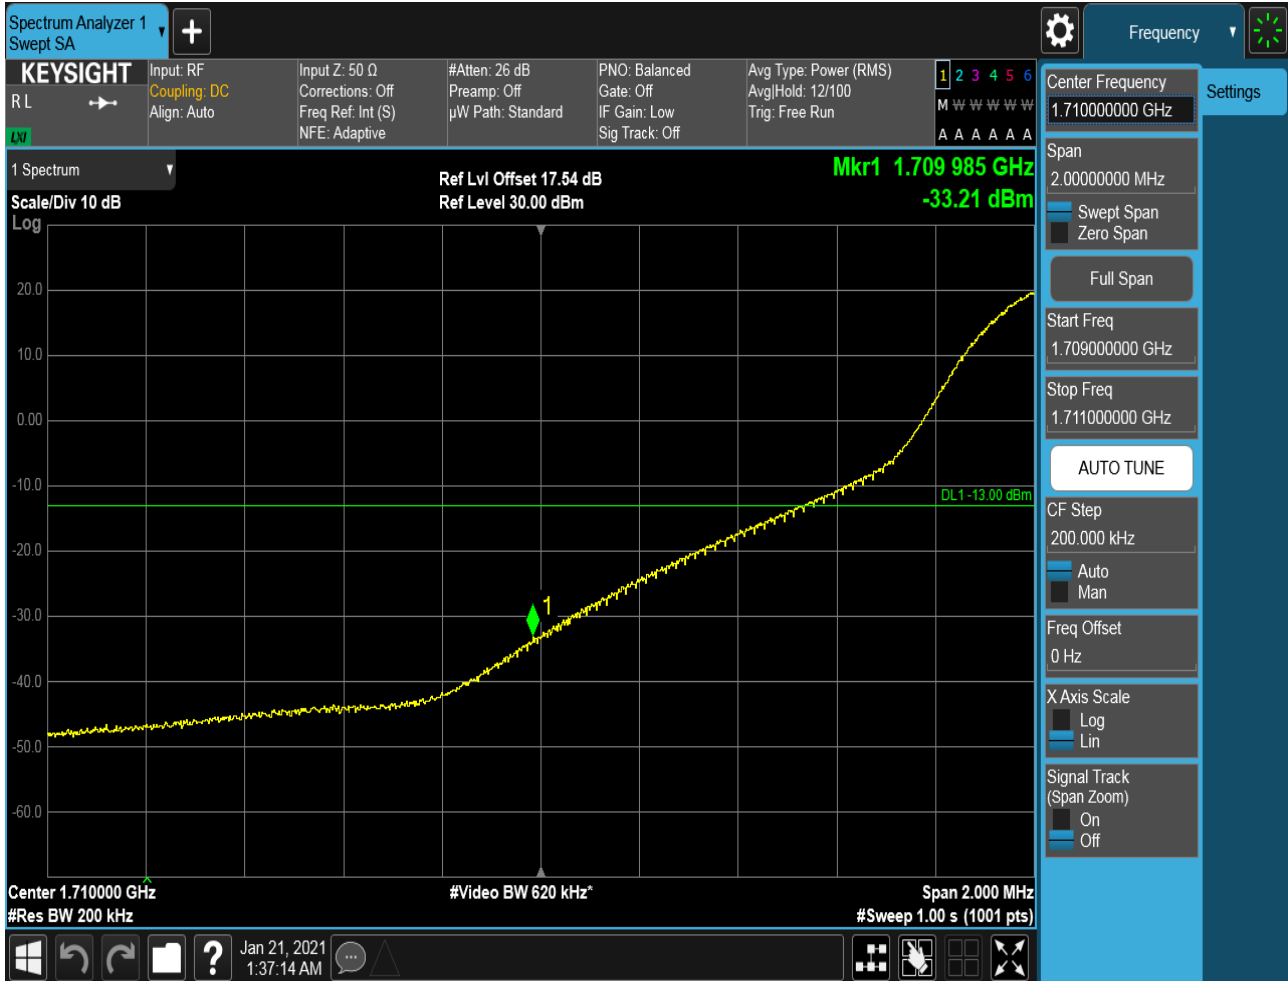 Spectrum Analyzer 1
Swept SA
+
Frequency
KEYSIGHT
R L
LXI
Input: RF
Coupling: DC
Align: Auto
Input Z: 50 Ω
Corrections: Off
Freq Ref: Int (S)
NFE: Adaptive
#Atten: 26 dB
Preamp: Off
µW Path: Standard
PNO: Balanced
Gate: Off
IF Gain: Low
Sig Track: Off
Avg Type: Power (RMS)
Avg|Hold: 12/100
Trig: Free Run
1 2 3 4 5 6
M W W W W W
A A A A A A
1 Spectrum
Scale/Div 10 dB
Log
Ref Lvl Offset 17.54 dB
Ref Level 30.00 dBm
Mkr1 1.709 985 GHz
-33.21 dBm
20.0
10.0
0.00
-10.0
-20.0
-30.0
-40.0
-50.0
-60.0
DL1 -13.00 dBm
1
Center 1.710000 GHz
#Res BW 200 kHz
#Video BW 620 kHz*
Span 2.000 MHz
#Sweep 1.00 s (1001 pts)
Center Frequency
1.710000000 GHz
Settings
Span
2.00000000 MHz
Swept Span
Zero Span
Full Span
Start Freq
1.709000000 GHz
Stop Freq
1.711000000 GHz
AUTO TUNE
CF Step
200.000 kHz
Auto
Man
Freq Offset
0 Hz
X Axis Scale
Log
Lin
Signal Track
(Span Zoom)
On
Off
?
Jan 21, 2021
1:37:14 AM